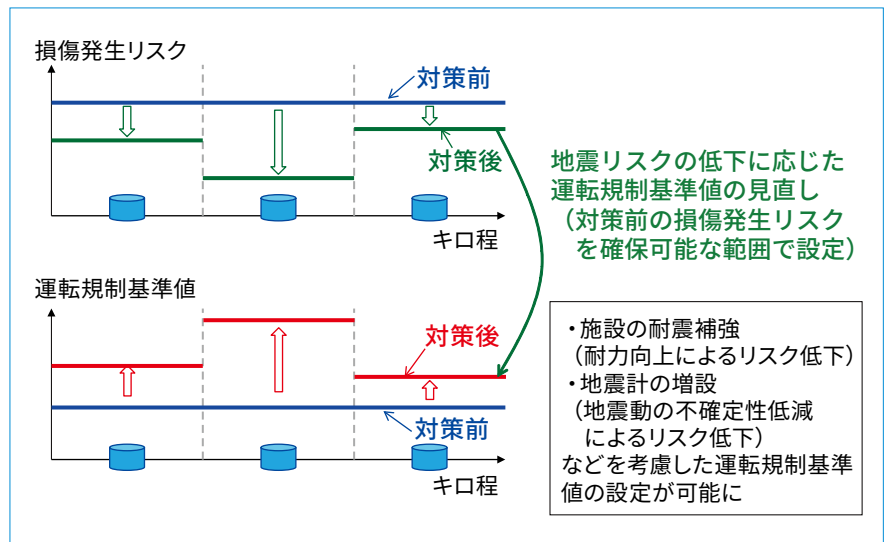 損傷発生リスク
対策前
対策後
キロ程
地震リスクの低下に応じた
運転規制基準値の見直し
（対策前の損傷発生リスク
を確保可能な範囲で設定）
運転規制基準値
対策後
対策前
キロ程
・施設の耐震補強
（耐力向上によるリスク低下）
・地震計の増設
（地震動の不確定性低減
によるリスク低下）
などを考慮した運転規制基準
値の設定が可能に